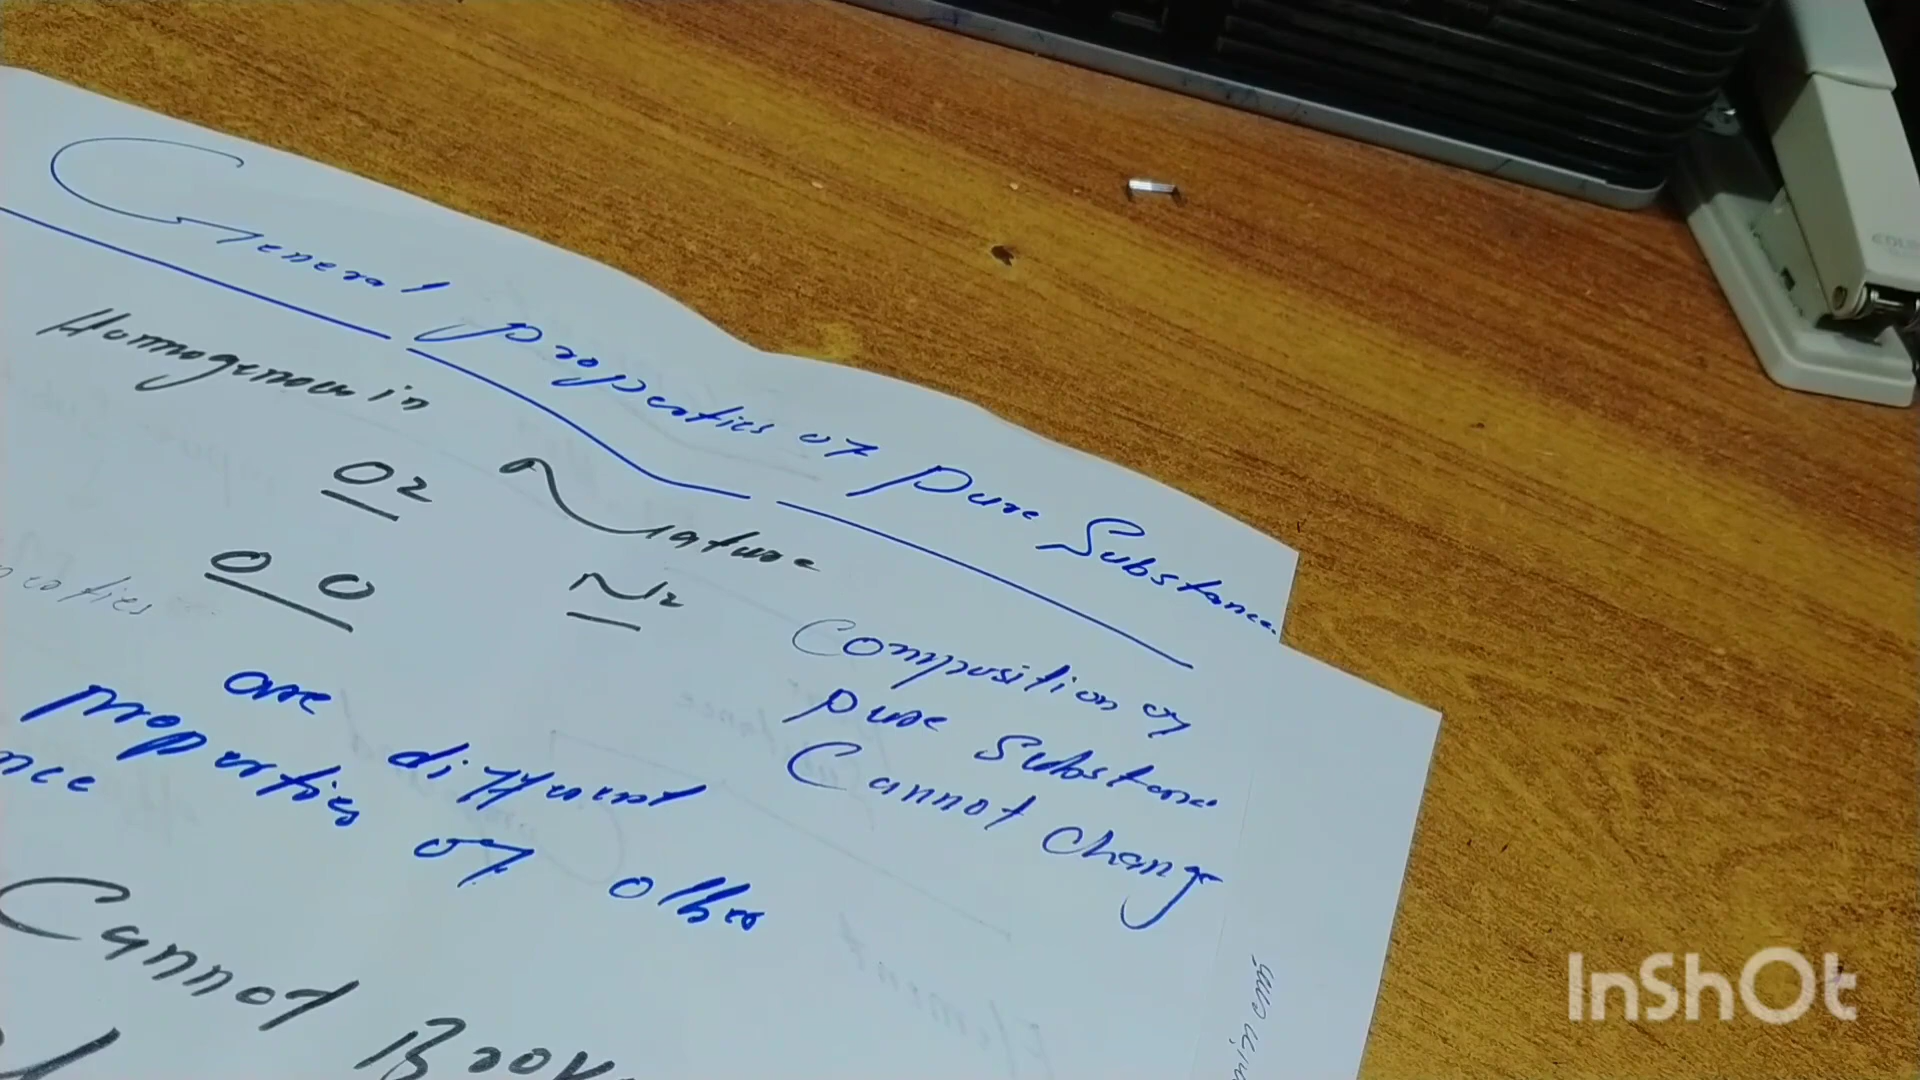 General properties of pure Substance
Homogenous in
Nature
O2
O O
N2
Composition of
pure Substance
Cannot Change
are different
properties of other
nce
Cannot
InShOt